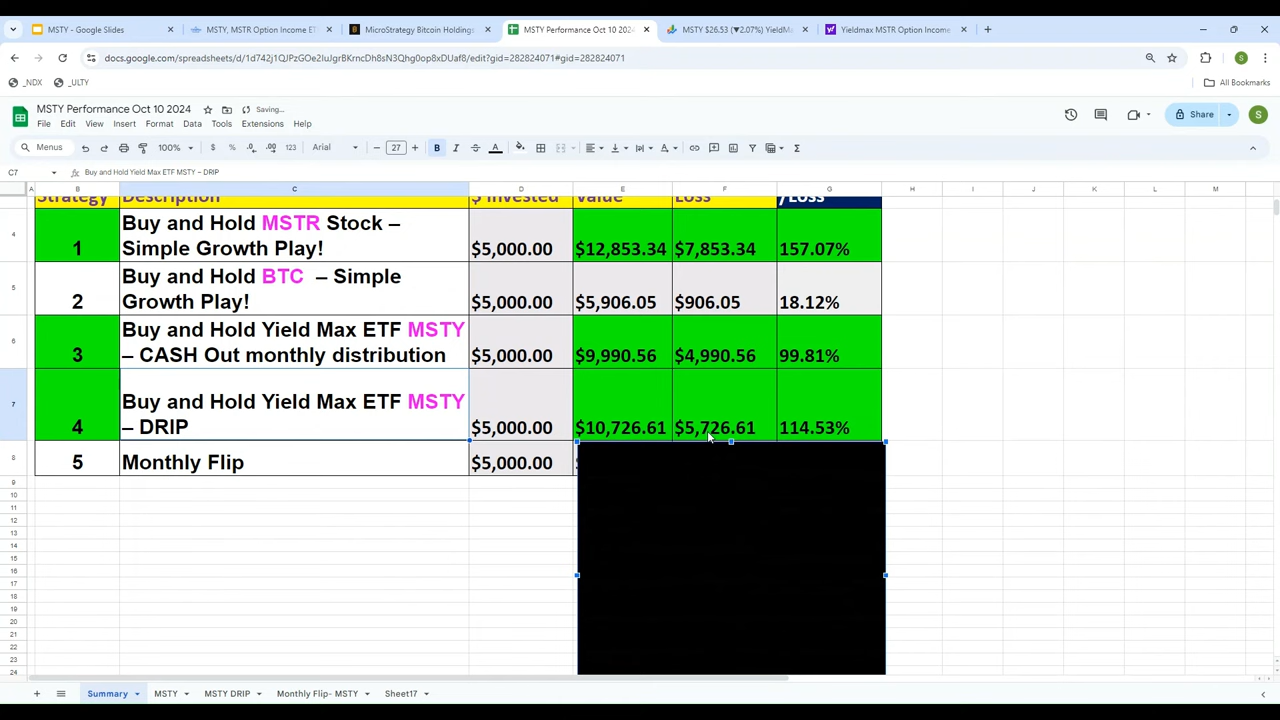 MSTY - Google Slides
MSTY, MSTR Option Income ET
MicroStrategy Bitcoin Holdings
MSTY Performance Oct 10 2024
MSTY $26.53 (▼2.07%) YieldMa
Yieldmax MSTR Option Income
docs.google.com/spreadsheets/d/1d742j1QJPzGOe2IuJgrBKrncDh8sN3Qhg0op8xDUaf8/edit?gid=282824071#gid=282824071
_NDX
_ULTY
All Bookmarks
MSTY Performance Oct 10 2024
Saving...
File Edit View Insert Format Data Tools Extensions Help
Share
S
Menus
100%
$ % .0 .00 123
Arial
27
C7
Buy and Hold Yield Max ETF MSTY – DRIP
A B C D E F G H I J K L M N
Strategy Description $ Invested Value Loss /Loss
4 1 Buy and Hold MSTR Stock –
Simple Growth Play! $5,000.00 $12,853.34 $7,853.34 157.07%
5 2 Buy and Hold BTC – Simple
Growth Play! $5,000.00 $5,906.05 $906.05 18.12%
6 3 Buy and Hold Yield Max ETF MSTY
– CASH Out monthly distribution $5,000.00 $9,990.56 $4,990.56 99.81%
7 4 Buy and Hold Yield Max ETF MSTY
– DRIP $5,000.00 $10,726.61 $5,726.61 114.53%
8 5 Monthly Flip $5,000.00
9
10
11
12
13
14
15
16
17
18
19
20
21
22
23
24
Summary MSTY MSTY DRIP Monthly Flip- MSTY Sheet17